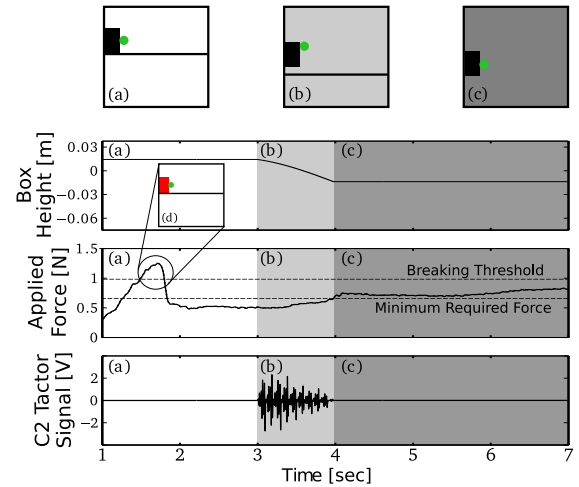 (a)
(b)
(c)
Box
Height [m]
0.03
0
−0.03
−0.06
(a)
(b)
(c)
(d)
Applied
Force [N]
1.5
1
0.5
0
(a)
(b)
(c)
Breaking Threshold
Minimum Required Force
C2 Tactor
Signal [V]
2
0
−2
(a)
(b)
(c)
1
2
3
4
5
6
7
Time [sec]